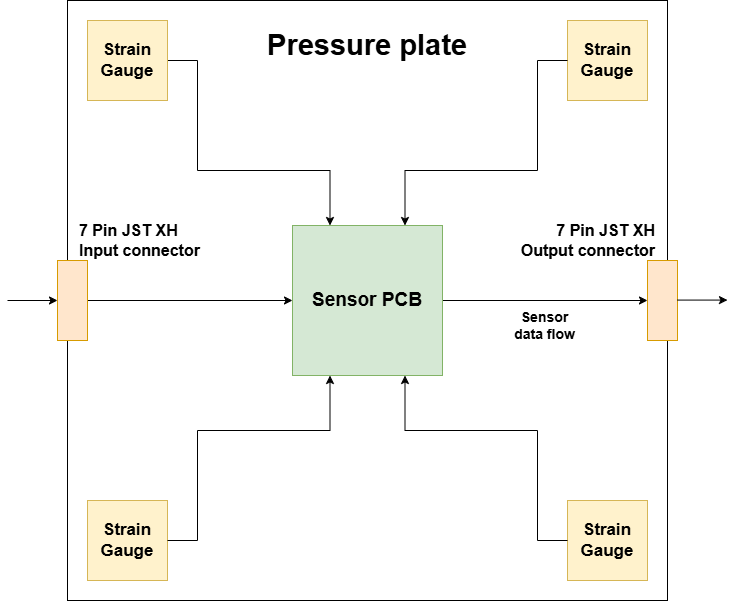 Pressure plate
Strain
Gauge
Strain
Gauge
7 Pin JST XH
Input connector
7 Pin JST XH
Output connector
Sensor PCB
Sensor
data flow
Strain
Gauge
Strain
Gauge